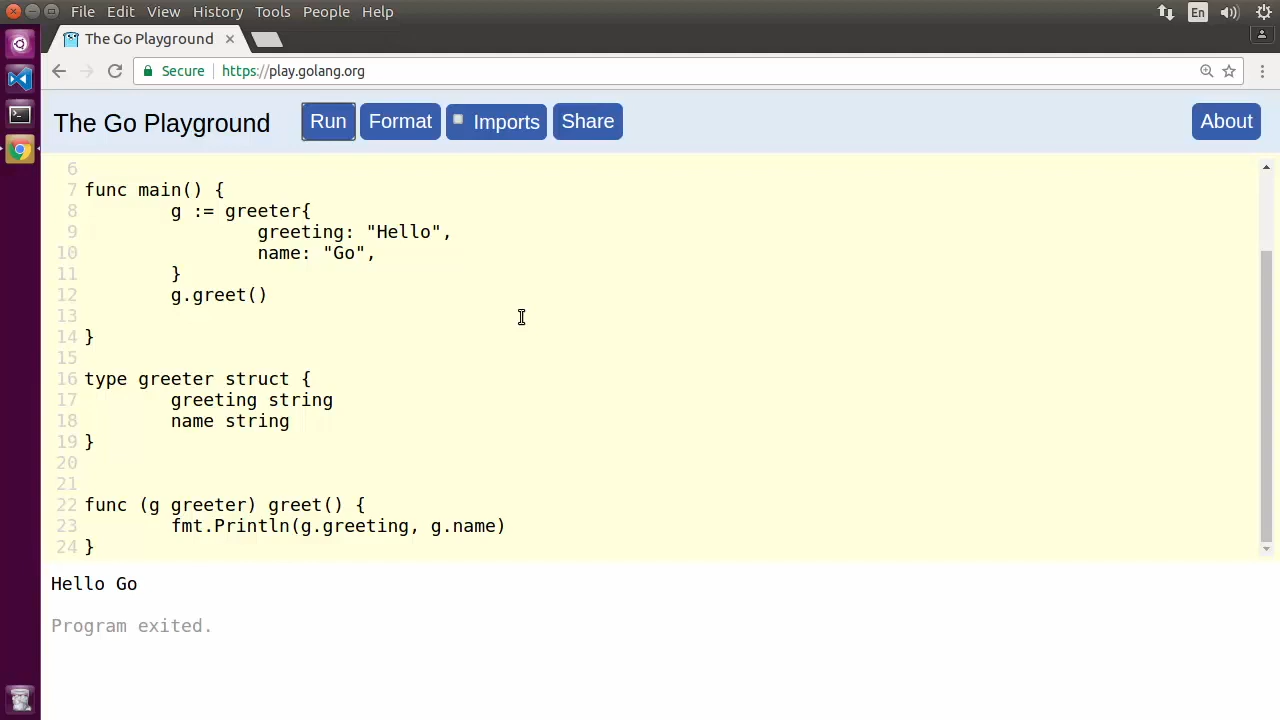 File Edit View History Tools People Help
En
The Go Playground
Secure https://play.golang.org
The Go Playground Run Format Imports Share About
6
7 func main() {
8 g := greeter{
9 greeting: "Hello",
10 name: "Go",
11 }
12 g.greet()
13
14 }
15
16 type greeter struct {
17 greeting string
18 name string
19 }
20
21
22 func (g greeter) greet() {
23 fmt.Println(g.greeting, g.name)
24 }
Hello Go
Program exited.